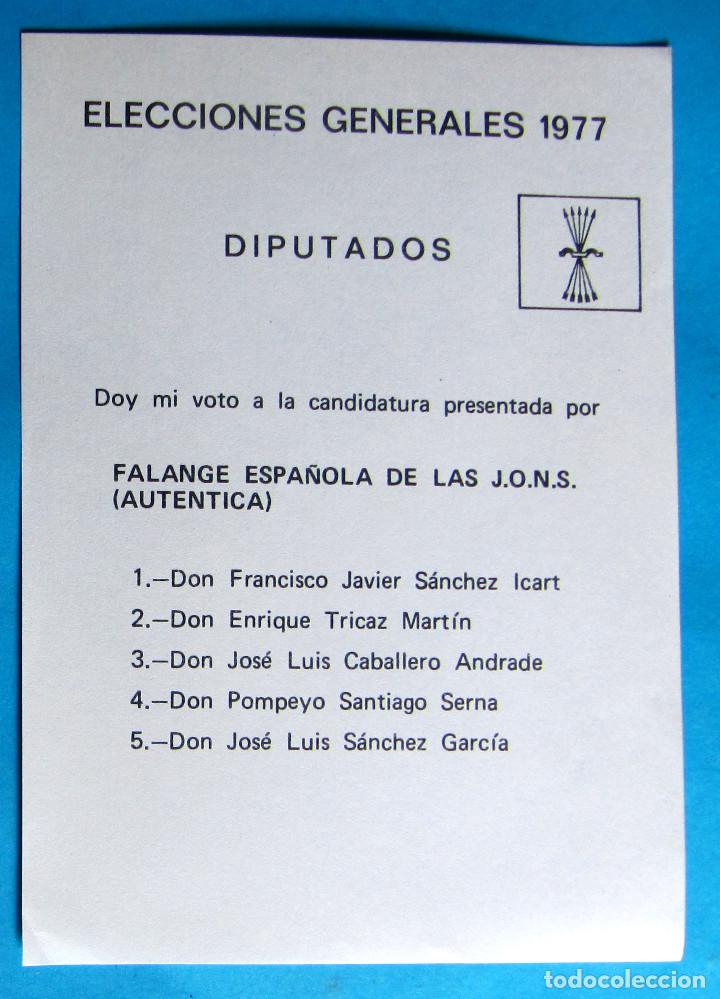 ELECCIONES GENERALES 1977
DIPUTADOS
Doy mi voto a la candidatura presentada por
FALANGE ESPAÑOLA DE LAS J.O.N.S.
(AUTENTICA)
1.—Don Francisco Javier Sánchez Icart
2.—Don Enrique Tricaz Martín
3.—Don José Luis Caballero Andrade
4.—Don Pompeyo Santiago Serna
5.—Don José Luis Sánchez García
todocoleccion